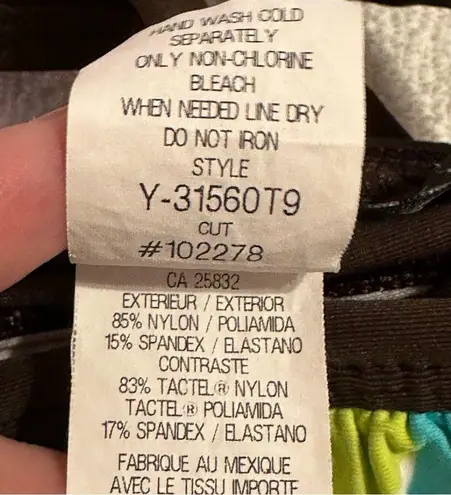 HAND WASH COLD
SEPARATELY
ONLY NON-CHLORINE
BLEACH
WHEN NEEDED LINE DRY
DO NOT IRON
STYLE
Y-31560T9
CUT
#102278
CA 25832
EXTERIEUR / EXTERIOR
85% NYLON / POLIAMIDA
15% SPANDEX / ELASTANO
CONTRASTE
83% TACTEL® NYLON
TACTEL® POLIAMIDA
17% SPANDEX / ELASTANO
FABRIQUE AU MEXIQUE
AVEC LE TISSU IMPORTE